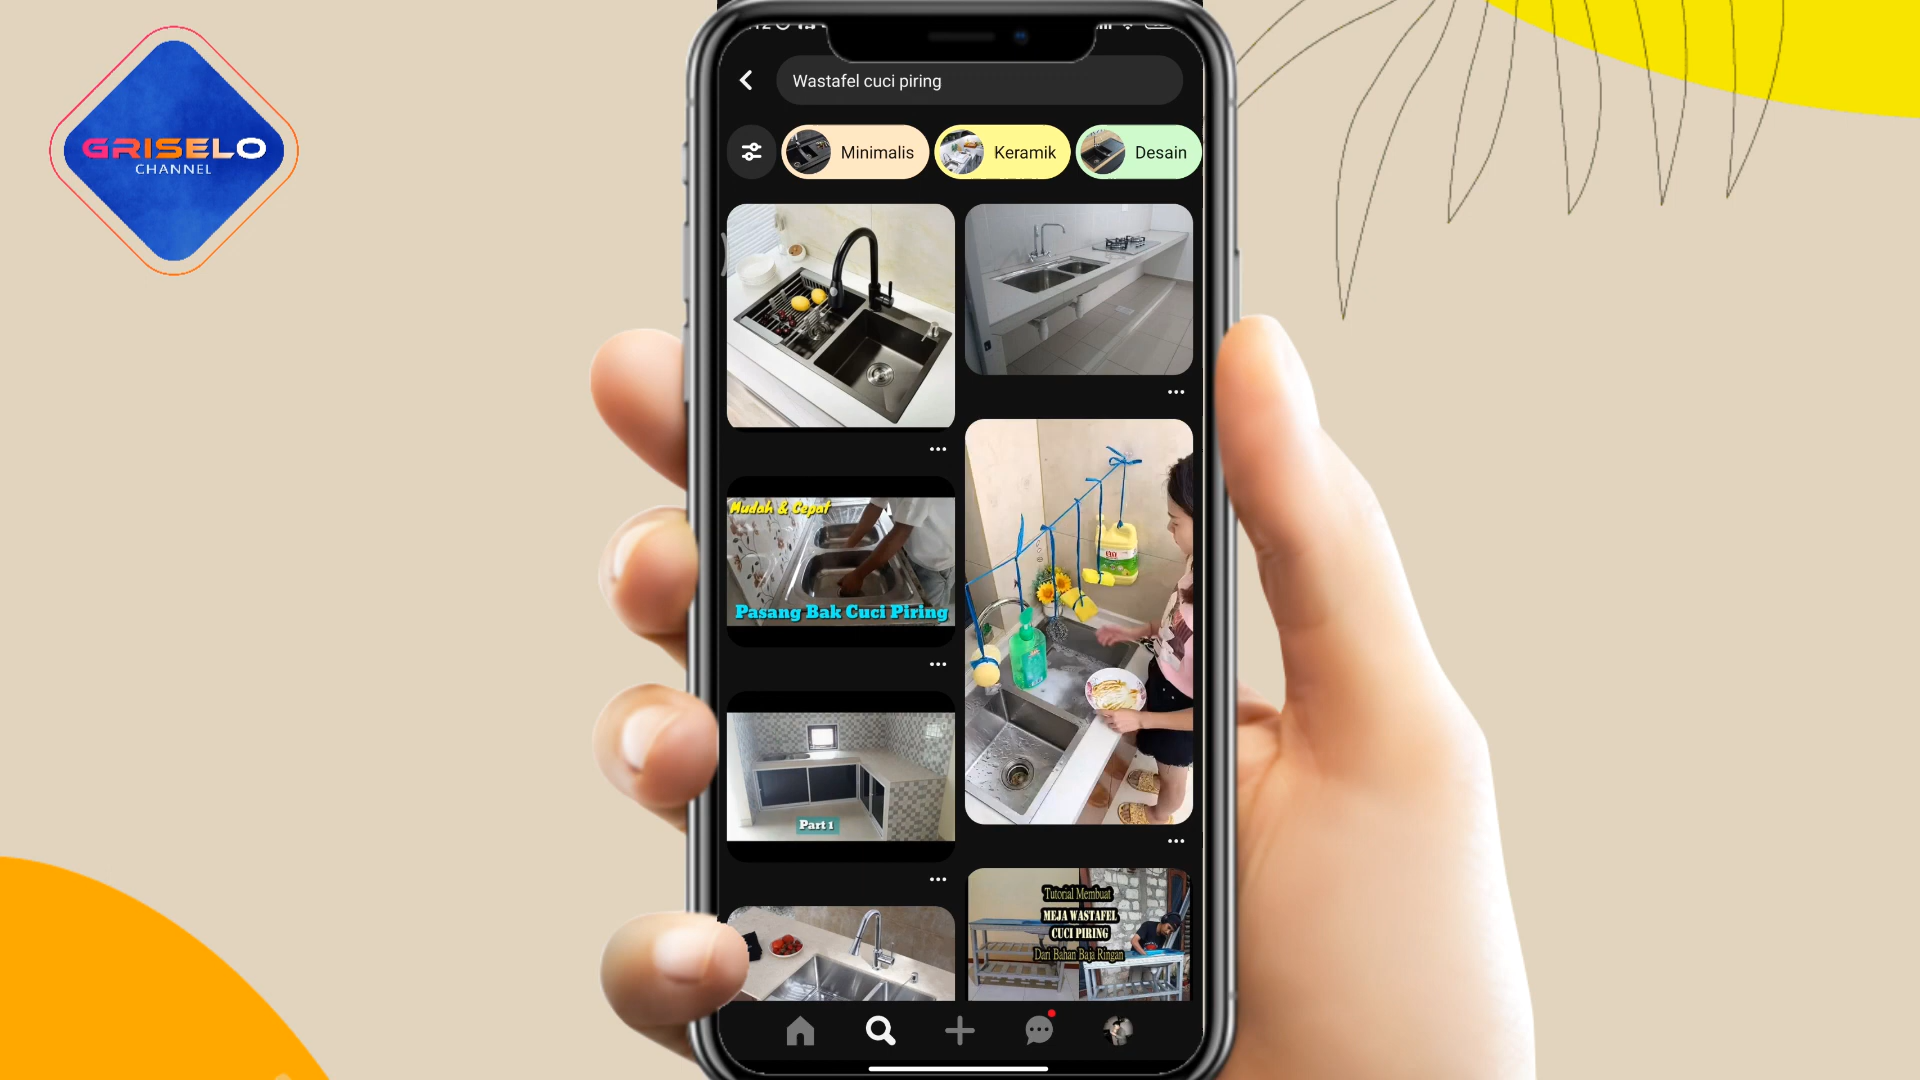 GRISELO
CHANNEL
Wastafel cuci piring
Minimalis
Keramik
Desain
Mudah & Cepat
Pasang Bak Cuci Piring
Part 1
Tutorial Membuat
MEJA WASTAFEL
CUCI PIRING
Dari Bahan Baja Ringan